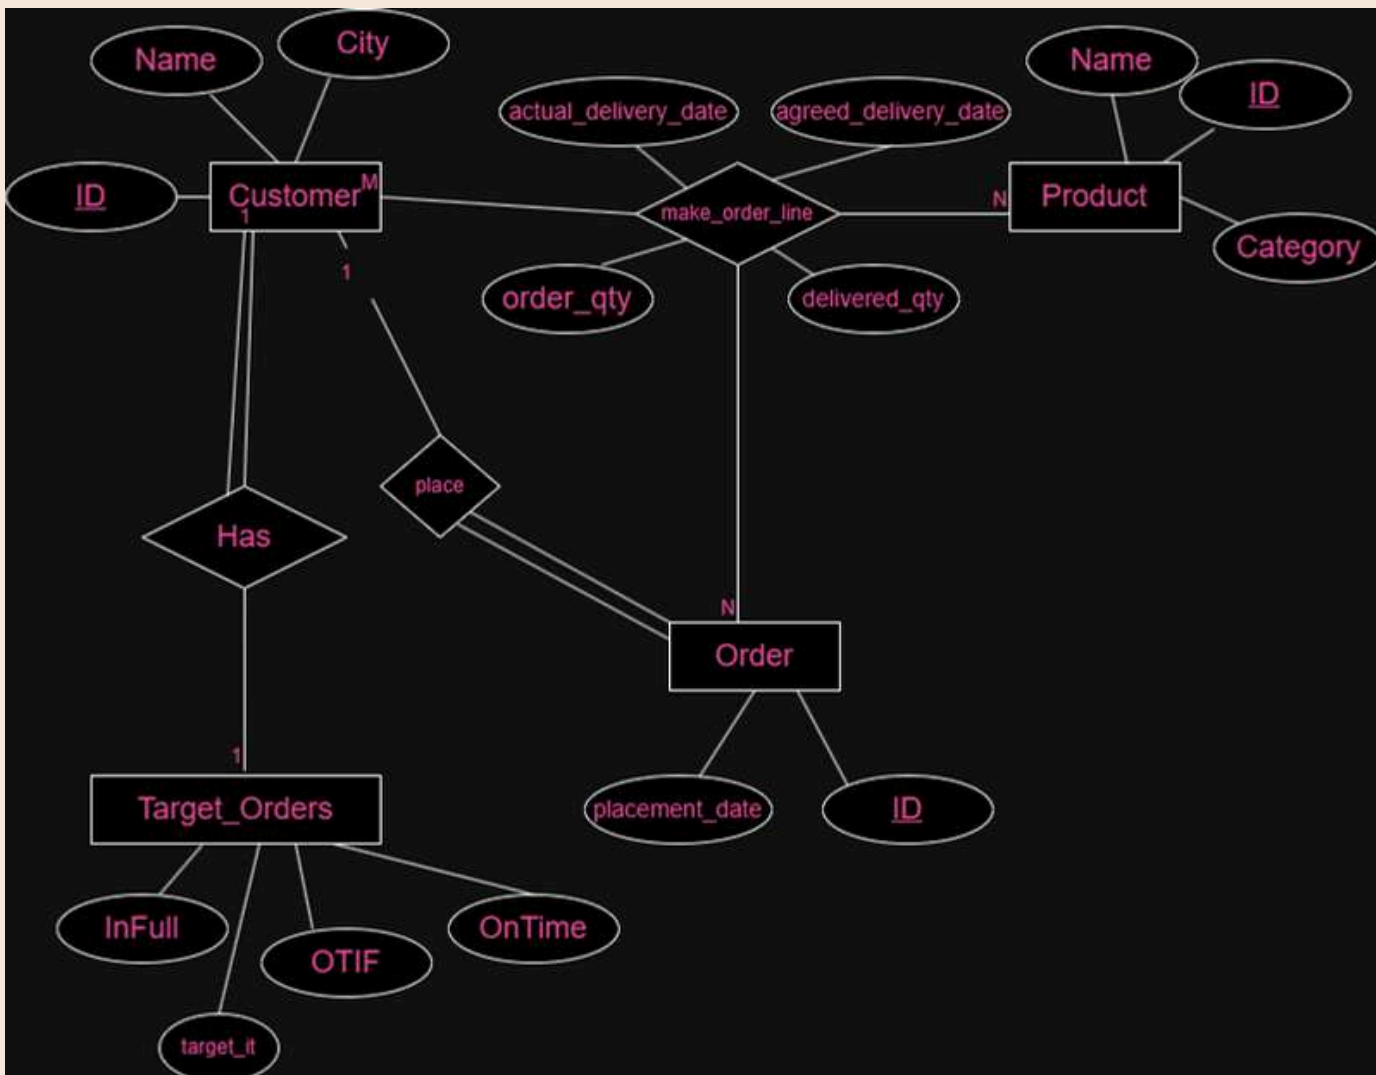 City
Name
Name
ID
actual_delivery_date
agreed_delivery_date
M
ID
Customer
1
make_order_line
N
Product
Category
1
order_qty
delivered_qty
place
Has
N
Order
1
Target_Orders
placement_date
ID
InFull
OTIF
OnTime
target_it